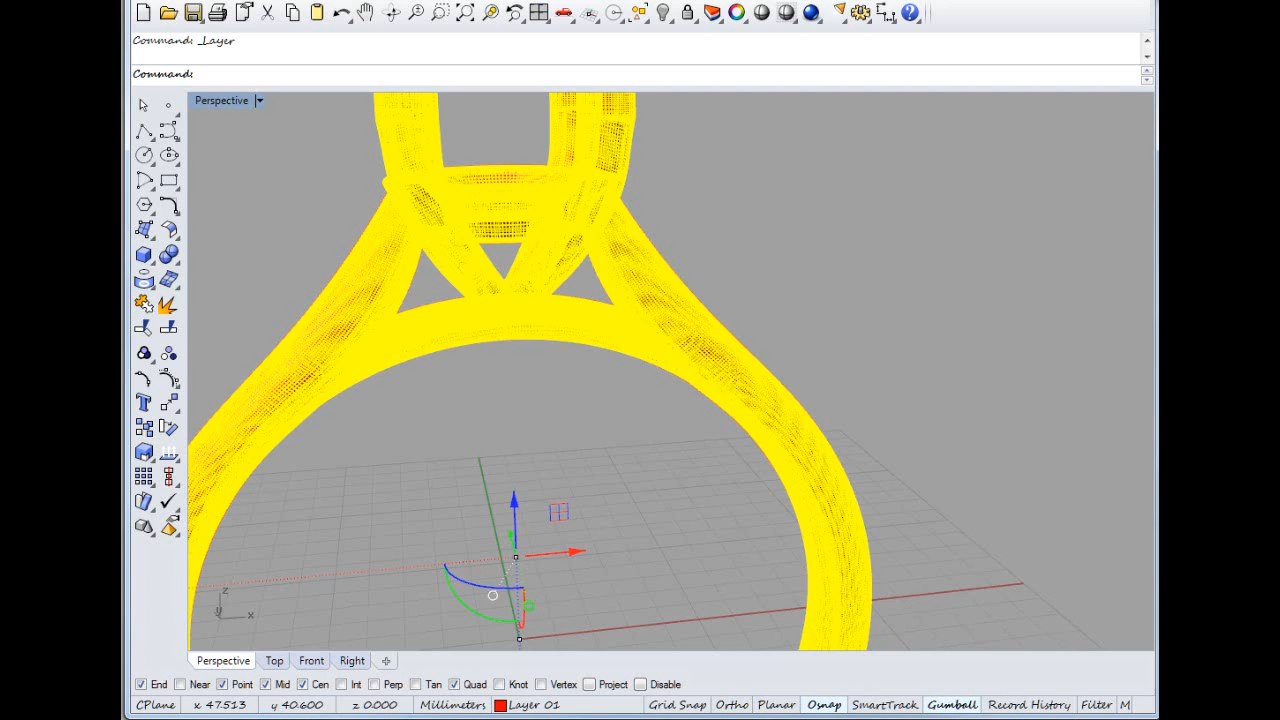 Command: _Layer
Command:
Perspective
z
y
x
Perspective Top Front Right
End Near Point Mid Cen Int Perp Tan Quad Knot Vertex Project Disable
CPlane x 47.513 y 40.600 z 0.000 Millimeters Layer 01 Grid Snap Ortho Planar Osnap SmartTrack Gumball Record History Filter M